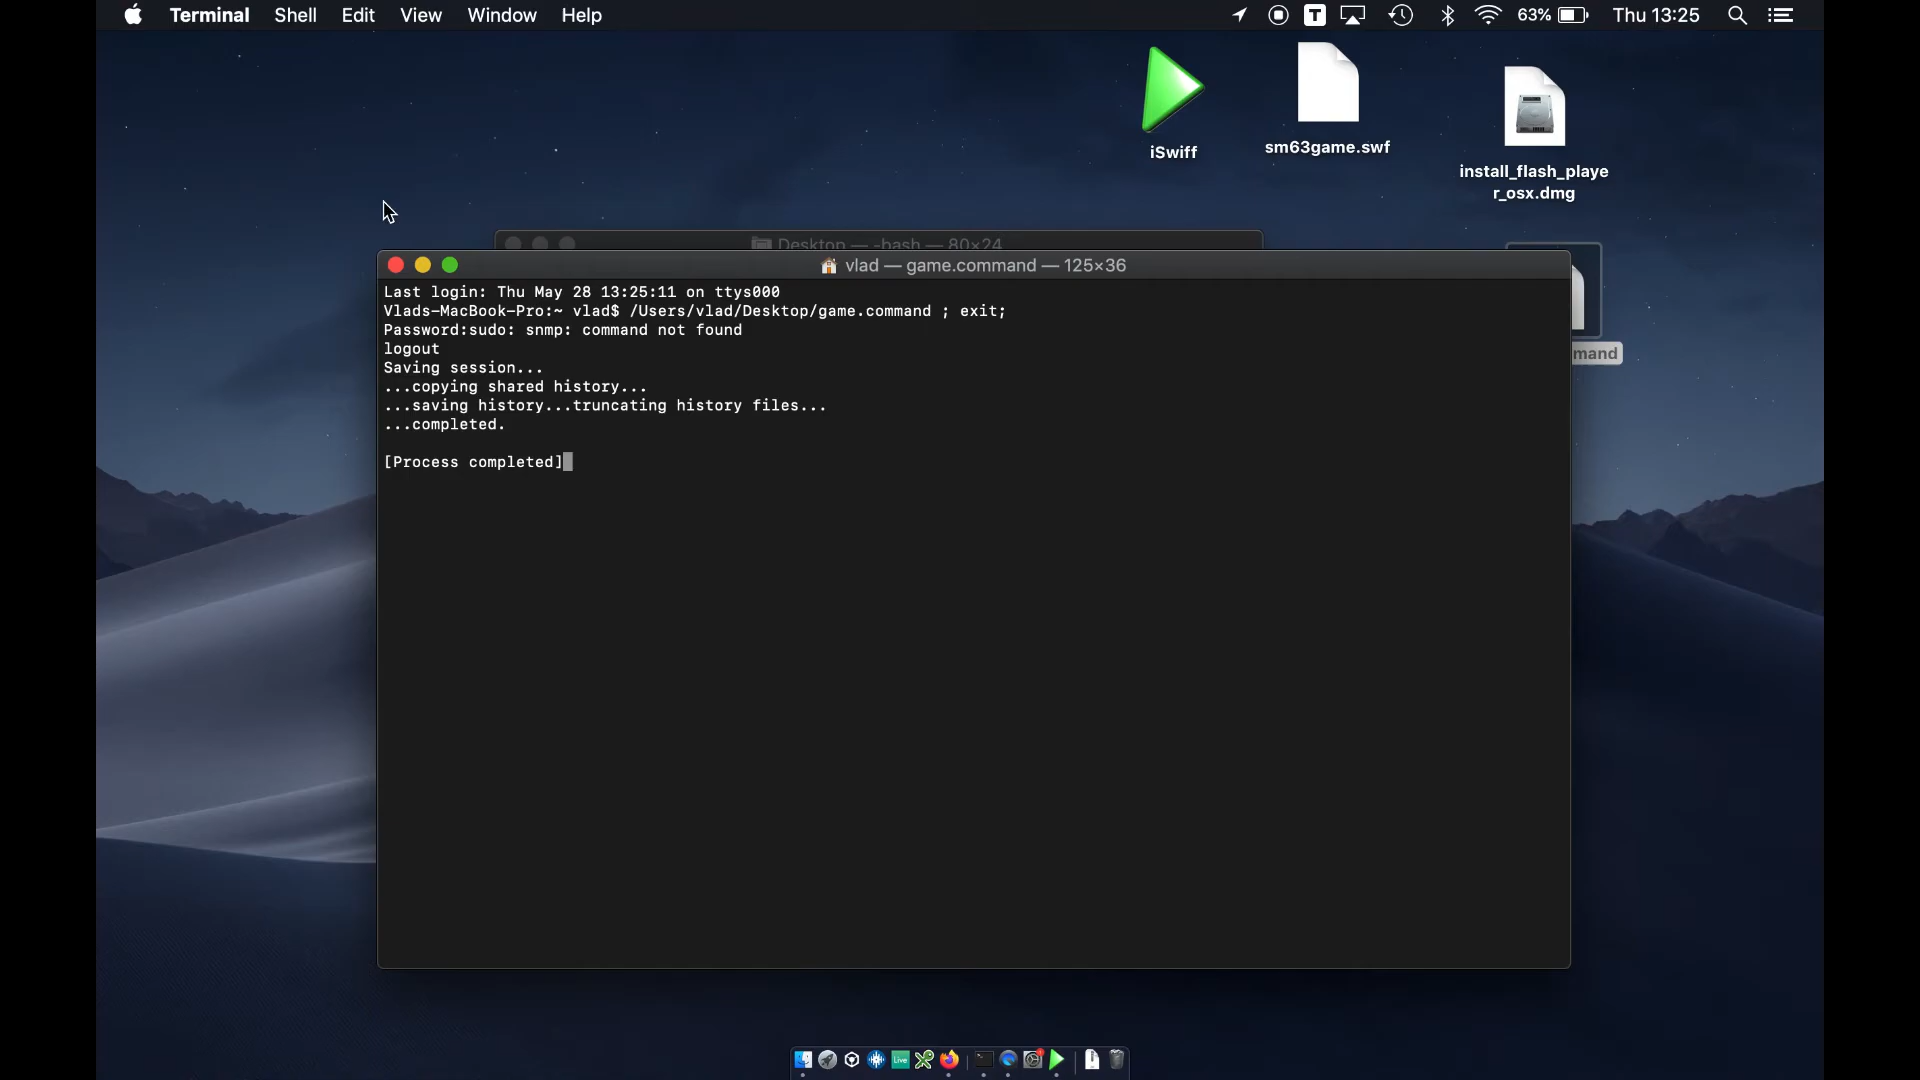 Terminal Shell Edit View Window Help T 63% Thu 13:25
iSwiff
sm63game.swf
install_flash_playe
r_osx.dmg
Desktop — -bash — 80×24
mand
vlad — game.command — 125×36
Last login: Thu May 28 13:25:11 on ttys000
Vlads-MacBook-Pro:~ vlad$ /Users/vlad/Desktop/game.command ; exit;
Password:sudo: snmp: command not found
logout
Saving session...
...copying shared history...
...saving history...truncating history files...
...completed.
[Process completed]
Live